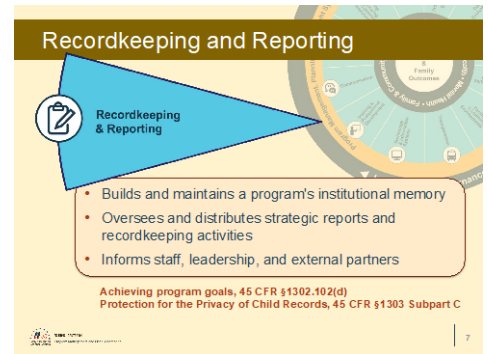 Recordkeeping and Reporting
Family
Outcomes
Recordkeeping
& Reporting
• Builds and maintains a program's institutional memory
• Oversees and distributes strategic reports and
recordkeeping activities
• Informs staff, leadership, and external partners
Achieving program goals, 45 CFR §1302.102(d)
Protection for the Privacy of Child Records, 45 CFR §1303 Subpart C
7